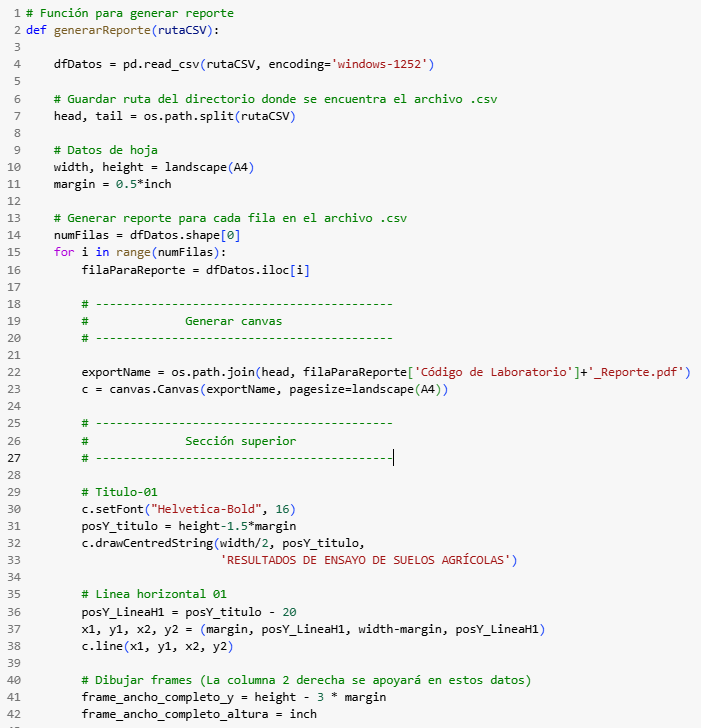 1 # Función para generar reporte
2 def generarReporte(rutaCSV):
3
4     dfDatos = pd.read_csv(rutaCSV, encoding='windows-1252')
5
6     # Guardar ruta del directorio donde se encuentra el archivo .csv
7     head, tail = os.path.split(rutaCSV)
8
9     # Datos de hoja
10     width, height = landscape(A4)
11     margin = 0.5*inch
12
13     # Generar reporte para cada fila en el archivo .csv
14     numFilas = dfDatos.shape[0]
15     for i in range(numFilas):
16         filaParaReporte = dfDatos.iloc[i]
17
18         # -------------------------------------------
19         #              Generar canvas
20         # -------------------------------------------
21
22         exportName = os.path.join(head, filaParaReporte['Código de Laboratorio']+'_Reporte.pdf')
23         c = canvas.Canvas(exportName, pagesize=landscape(A4))
24
25         # -------------------------------------------
26         #              Sección superior
27         # -------------------------------------------
28
29         # Titulo-01
30         c.setFont("Helvetica-Bold", 16)
31         posY_titulo = height-1.5*margin
32         c.drawCentredString(width/2, posY_titulo,
33                             'RESULTADOS DE ENSAYO DE SUELOS AGRÍCOLAS')
34
35         # Linea horizontal 01
36         posY_LineaH1 = posY_titulo - 20
37         x1, y1, x2, y2 = (margin, posY_LineaH1, width-margin, posY_LineaH1)
38         c.line(x1, y1, x2, y2)
39
40         # Dibujar frames (La columna 2 derecha se apoyará en estos datos)
41         frame_ancho_completo_y = height - 3 * margin
42         frame_ancho_completo_altura = inch